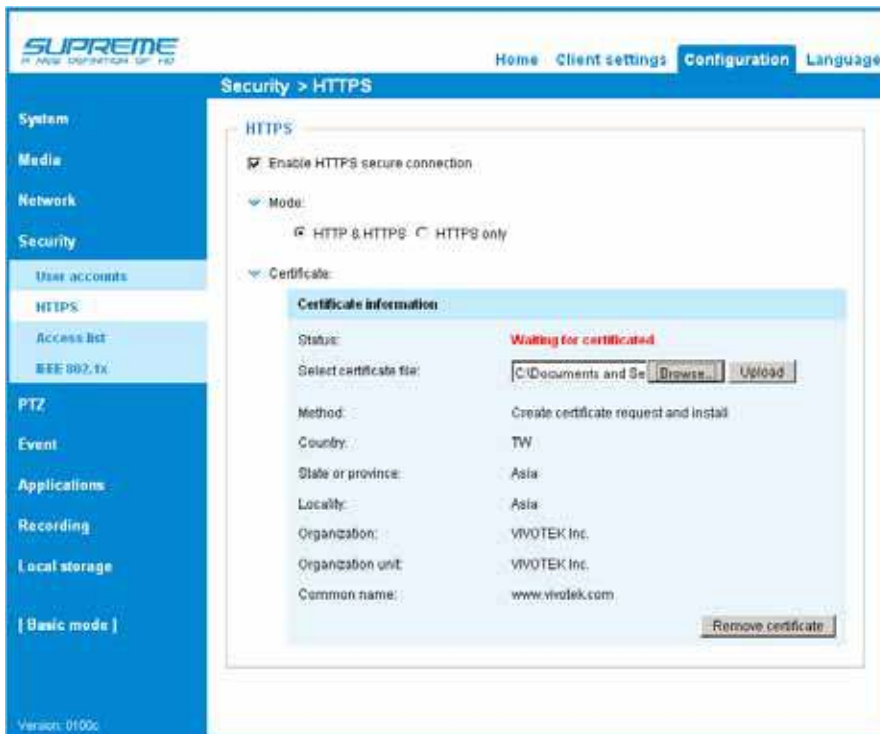 SUPREME
A NEW DEFINITION OF HD
Home Client settings Configuration Language
Security > HTTPS
System
Media
Network
Security
User accounts
HTTPS
Access list
IEEE 802.1x
PTZ
Event
Applications
Recording
Local storage
[ Basic mode ]
Version: 0100c
HTTPS
Enable HTTPS secure connection
Mode:
HTTP & HTTPS HTTPS only
Certificate:
Certificate information
Status: Waiting for certificated
Select certificate file: C:\Documents and Se Browse... Upload
Method: Create certificate request and install
Country: TW
State or province: Asia
Locality: Asia
Organization: VIVOTEK Inc.
Organization unit: VIVOTEK Inc.
Common name: www.vivotek.com
Remove certificate